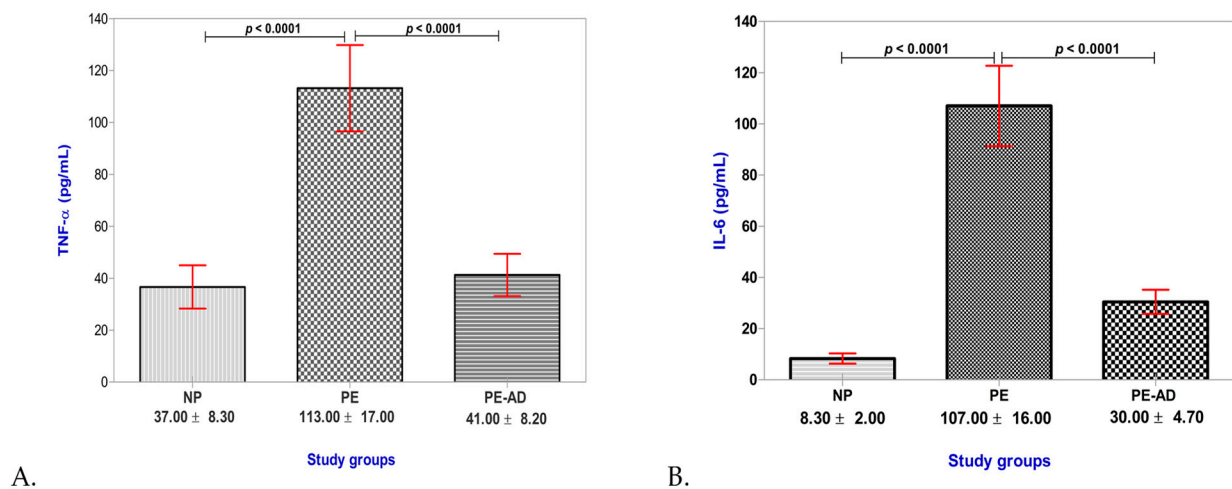 140
p < 0.0001
p < 0.0001
120
100
80
60
40
20
0
TNF-α (pg/mL)
NP
PE
PE-AD
37.00 ± 8.30
113.00 ± 17.00
41.00 ± 8.20
Study groups
A.
140
p < 0.0001
p < 0.0001
120
100
80
60
40
20
0
IL-6 (pg/mL)
NP
PE
PE-AD
8.30 ± 2.00
107.00 ± 16.00
30.00 ± 4.70
Study groups
B.